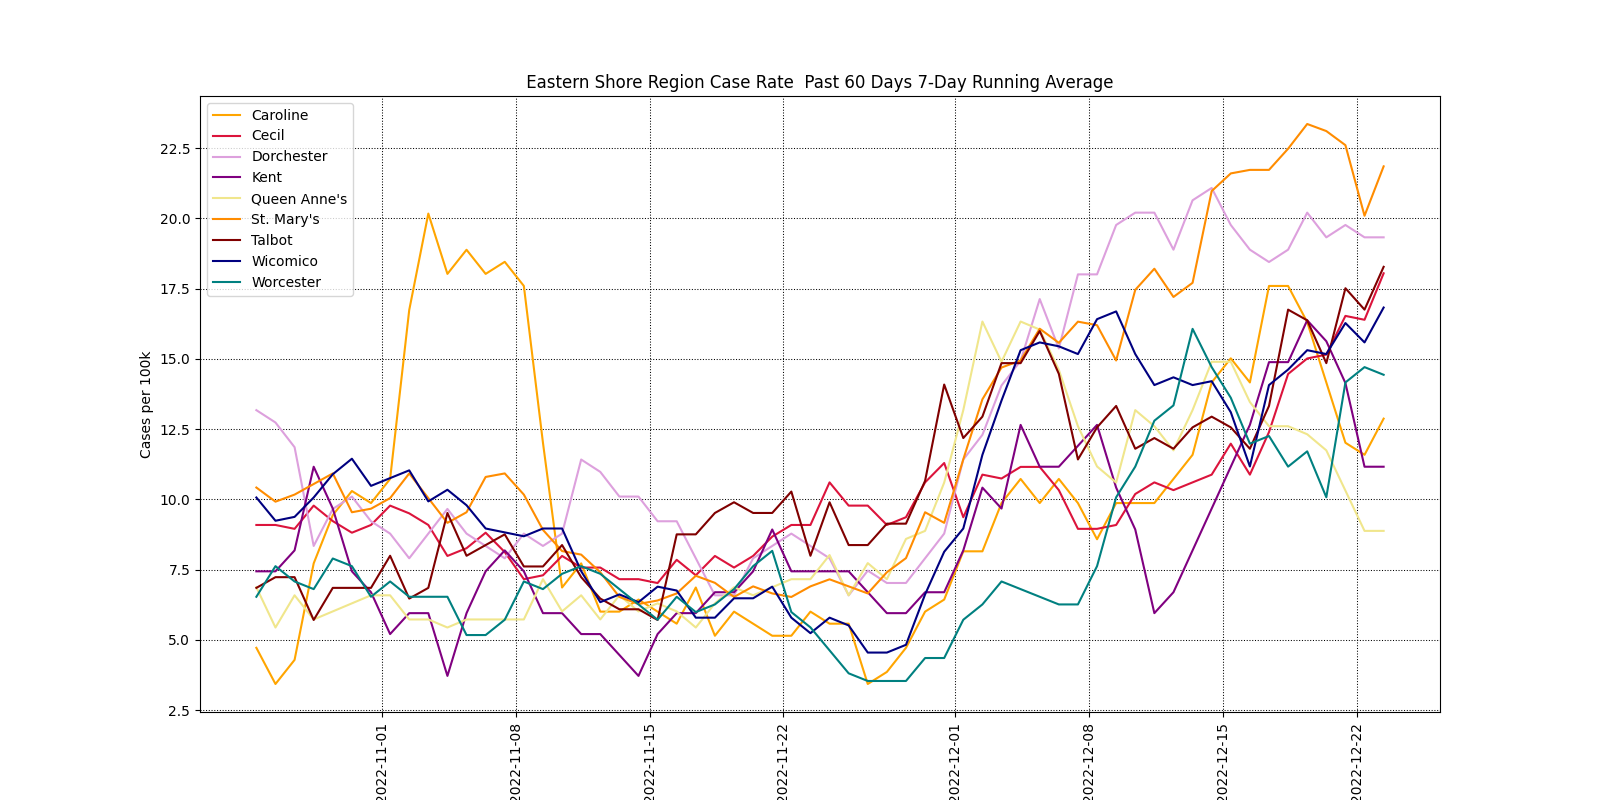 Eastern Shore Region Case Rate  Past 60 Days 7-Day Running Average
Caroline
Cecil
Dorchester
Kent
Queen Anne's
St. Mary's
Talbot
Wicomico
Worcester
Cases per 100k
22.5
20.0
17.5
15.0
12.5
10.0
7.5
5.0
2.5
2022-11-01
2022-11-08
2022-11-15
2022-11-22
2022-12-01
2022-12-08
2022-12-15
2022-12-22